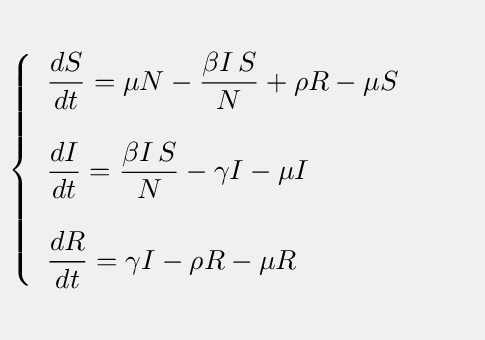 dS/dt = μN − βI S/N + ρR − μS
dI/dt = βI S/N − γI − μI
dR/dt = γI − ρR − μR